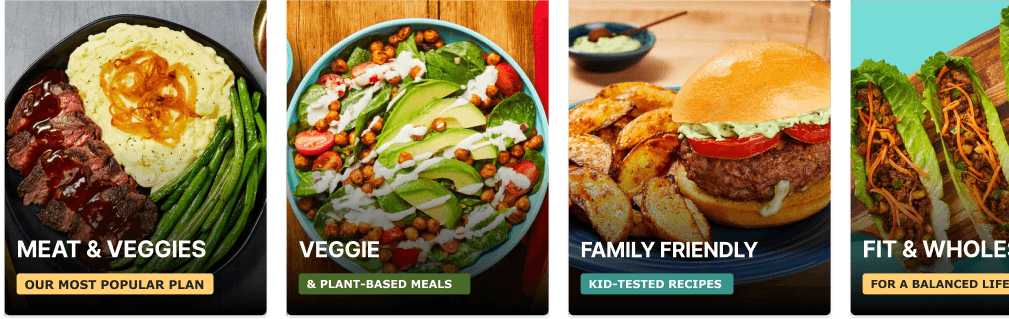 MEAT & VEGGIES
OUR MOST POPULAR PLAN
VEGGIE
& PLANT-BASED MEALS
FAMILY FRIENDLY
KID-TESTED RECIPES
FIT & WHOLES
FOR A BALANCED LIFE